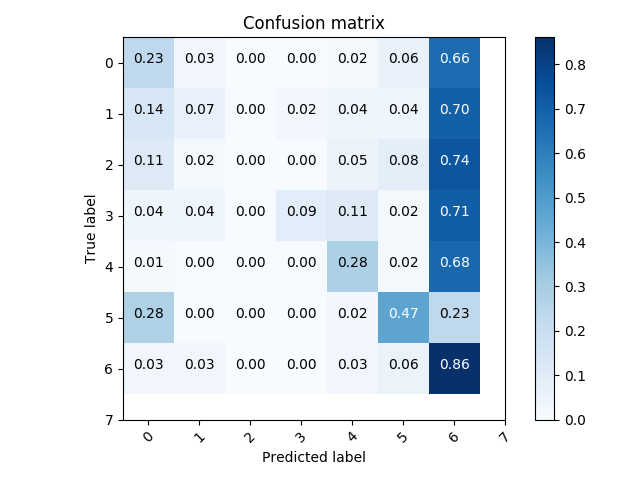 Confusion matrix
0 0.23 0.03 0.00 0.00 0.02 0.06 0.66
1 0.14 0.07 0.00 0.02 0.04 0.04 0.70
2 0.11 0.02 0.00 0.00 0.05 0.08 0.74
3 0.04 0.04 0.00 0.09 0.11 0.02 0.71
4 0.01 0.00 0.00 0.00 0.28 0.02 0.68
5 0.28 0.00 0.00 0.00 0.02 0.47 0.23
6 0.03 0.03 0.00 0.00 0.03 0.06 0.86
7
True label
0 1 2 3 4 5 6 7
Predicted label
0.8
0.7
0.6
0.5
0.4
0.3
0.2
0.1
0.0